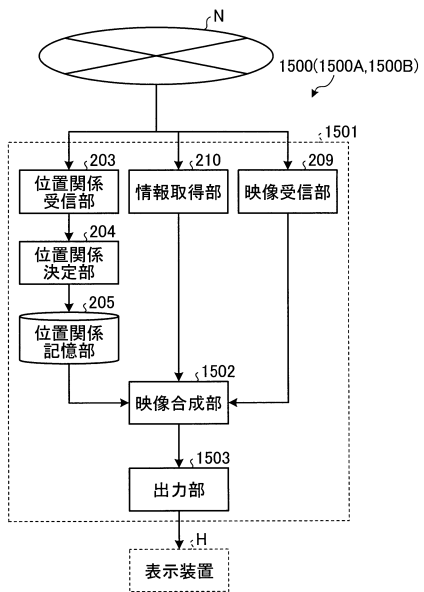 N
1500(1500A,1500B)
1501
203
210
209
位置関係
受信部
情報取得部
映像受信部
204
位置関係
決定部
205
位置関係
記憶部
1502
映像合成部
1503
出力部
H
表示装置